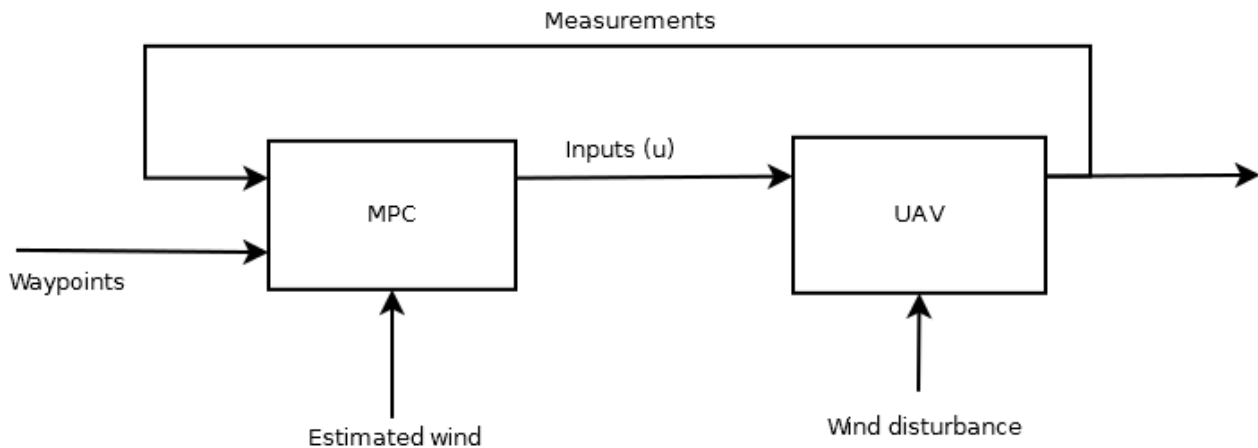 Measurements
Inputs (u)
MPC
UAV
Waypoints
Wind disturbance
Estimated wind